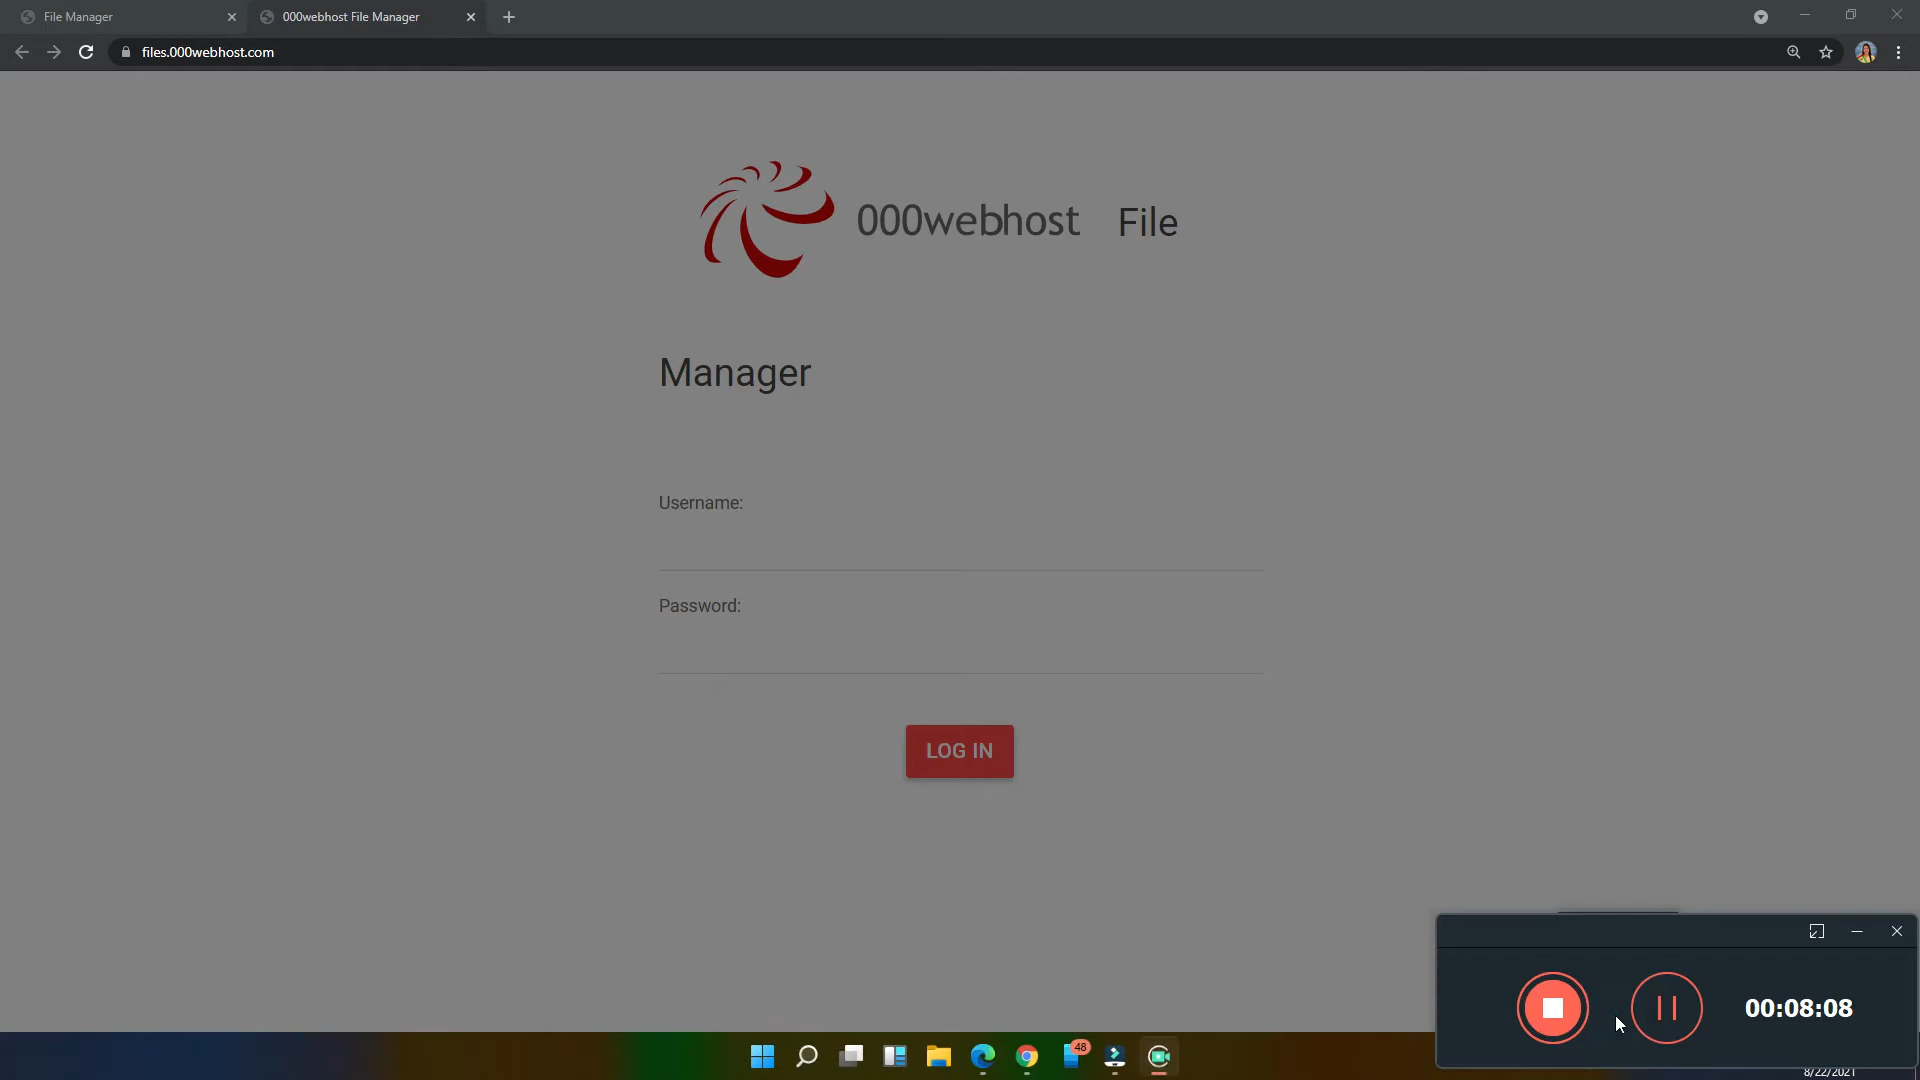 File Manager
000webhost File Manager
files.000webhost.com
000webhost File
Manager
Username:
Password:
LOG IN
00:08:08
48
8/22/2021